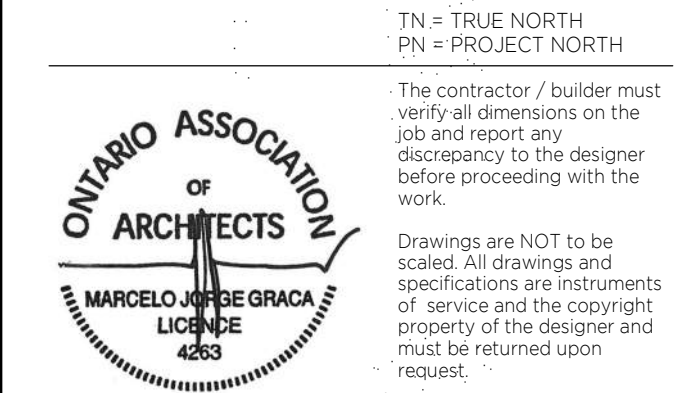 TN = TRUE NORTH
PN = PROJECT NORTH
ONTARIO ASSOCIATION
OF
ARCHITECTS
MARCELO JORGE GRACA
LICENCE
4263
The contractor / builder must
verify all dimensions on the
job and report any
discrepancy to the designer
before proceeding with the
work.
Drawings are NOT to be
scaled. All drawings and
specifications are instruments
of service and the copyright
property of the designer and
must be returned upon
request.